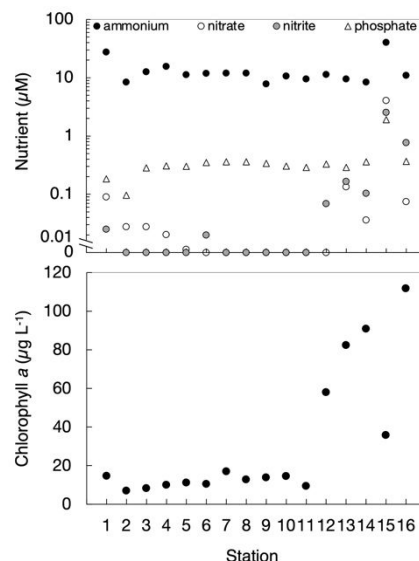 ammonium nitrate nitrite phosphate
100
10
1
0.1
0.01
0
Nutrient (µM)
120
100
80
60
40
20
0
Chlorophyll a (µg L-1)
1 2 3 4 5 6 7 8 9 10 11 12 13 14 15 16
Station